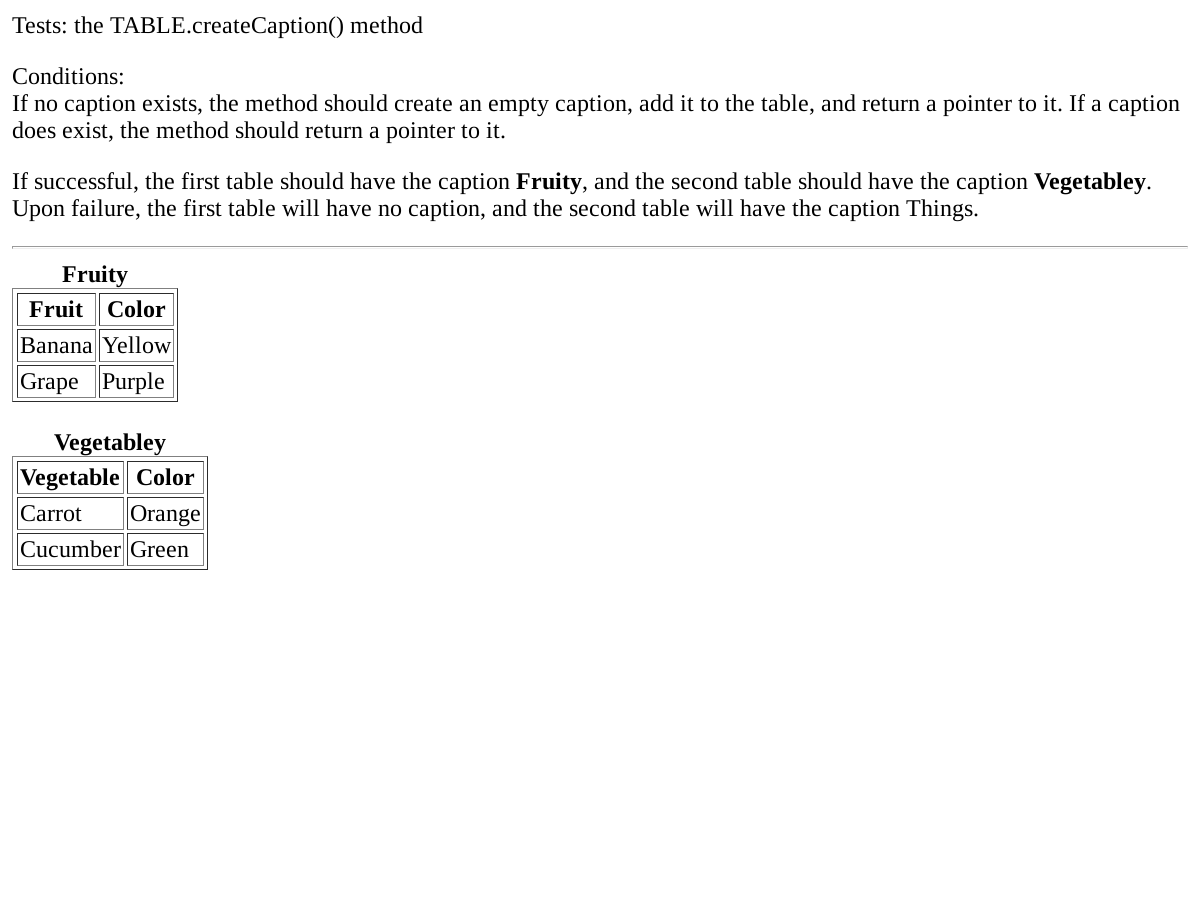 Tests: the TABLE.createCaption() method
Conditions:
If no caption exists, the method should create an empty caption, add it to the table, and return a pointer to it. If a caption
does exist, the method should return a pointer to it.
If successful, the first table should have the caption Fruity, and the second table should have the caption Vegetabley.
Upon failure, the first table will have no caption, and the second table will have the caption Things.
Fruity
Fruit Color
Banana Yellow
Grape Purple
Vegetabley
Vegetable Color
Carrot Orange
Cucumber Green